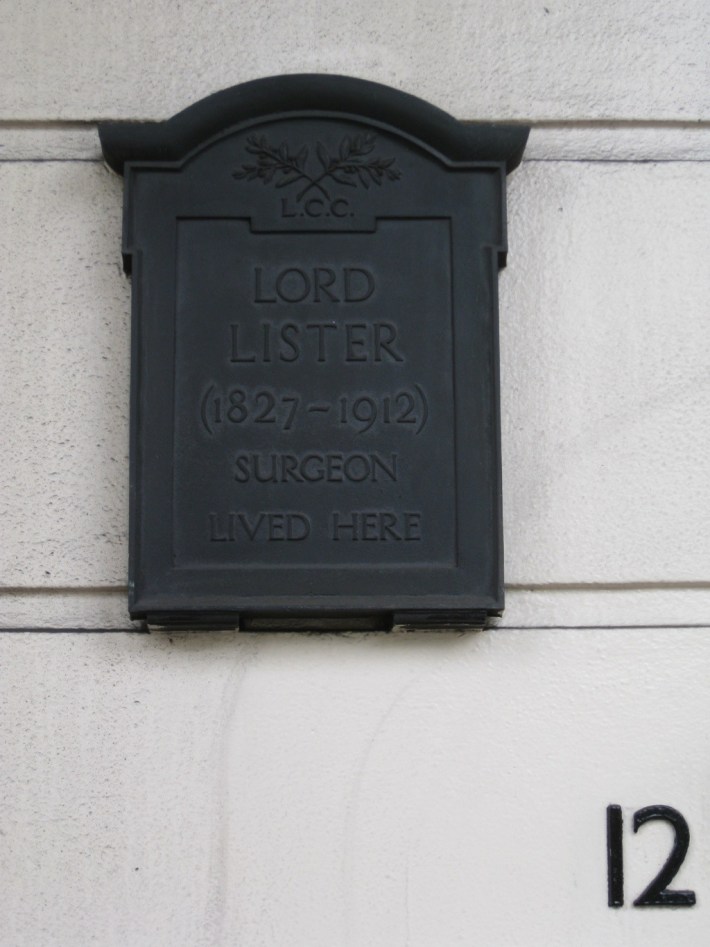 L.C.C.
LORD
LISTER
(1827-1912)
SURGEON
LIVED HERE
12